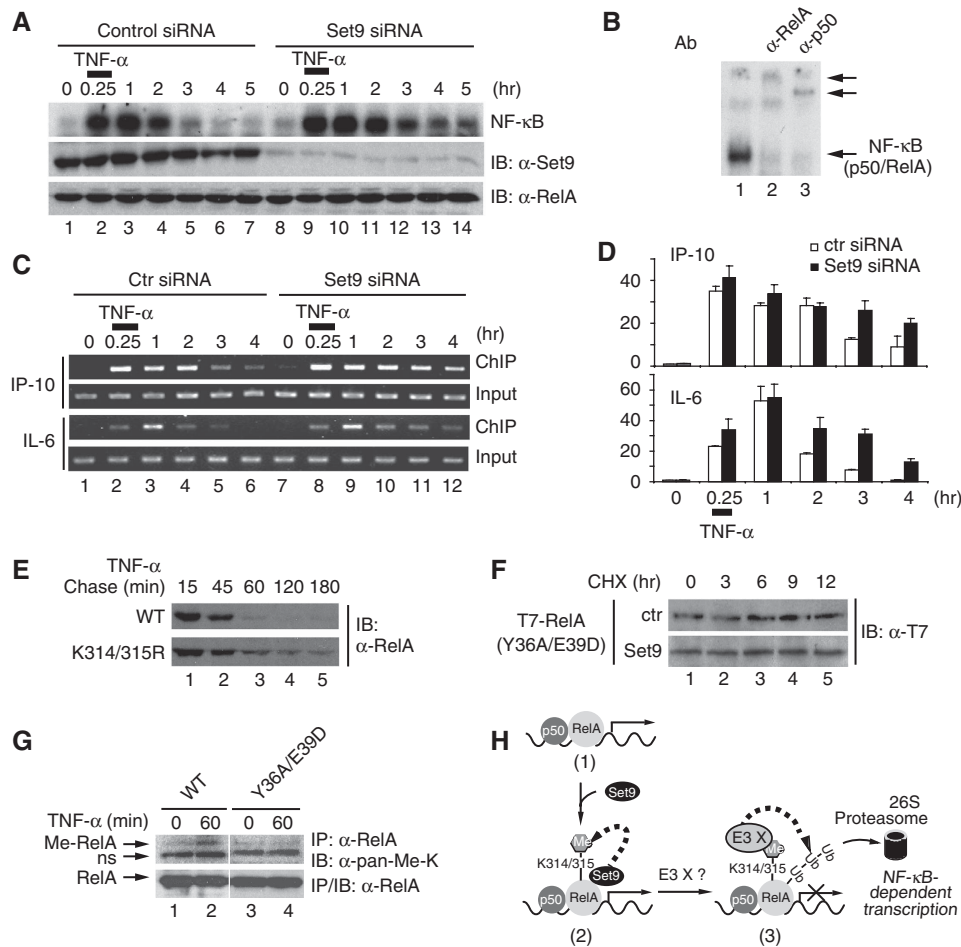 A
Control siRNA
Set9 siRNA
TNF-α
TNF-α
0 0.25 1 2 3 4 5 0 0.25 1 2 3 4 5 (hr)
NF-κB
IB: α-Set9
IB: α-RelA
1 2 3 4 5 6 7 8 9 10 11 12 13 14
B
Ab
α-RelA
α-p50
NF-κB
(p50/RelA)
1 2 3
C
Ctr siRNA
Set9 siRNA
TNF-α
TNF-α
0 0.25 1 2 3 4 0 0.25 1 2 3 4 (hr)
IP-10
ChIP
Input
IL-6
ChIP
Input
1 2 3 4 5 6 7 8 9 10 11 12
D
IP-10
ctr siRNA
Set9 siRNA
40
20
0
IL-6
60
40
20
0
0 0.25 1 2 3 4 (hr)
TNF-α
E
TNF-α
Chase (min) 15 45 60 120 180
WT
K314/315R
IB:
α-RelA
1 2 3 4 5
F
CHX (hr) 0 3 6 9 12
T7-RelA
(Y36A/E39D)
ctr
Set9
IB: α-T7
1 2 3 4 5
G
WT
Y36A/E39D
TNF-α (min) 0 60 0 60
Me-RelA
ns
RelA
IP: α-RelA
IB: α-pan-Me-K
IP/IB: α-RelA
1 2 3 4
H
p50
RelA
(1)
Set9
Me
K314/315
Set9
p50
RelA
(2)
E3 X ?
E3 X
Me
K314/315
Ub-Ub-Ub
p50
RelA
(3)
26S
Proteasome
NF-κB-
dependent
transcription